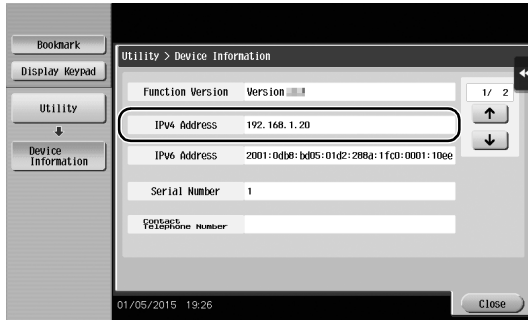 Bookmark
Display Keypad
Utility
Device
Information
Utility > Device Information
Function Version Version
IPv4 Address 192.168.1.20
IPv6 Address 2001:0db8:bd05:01d2:288a:1fc0:0001:10ee
Serial Number 1
Contact
Telephone Number
1/ 2
01/05/2015 19:26
Close